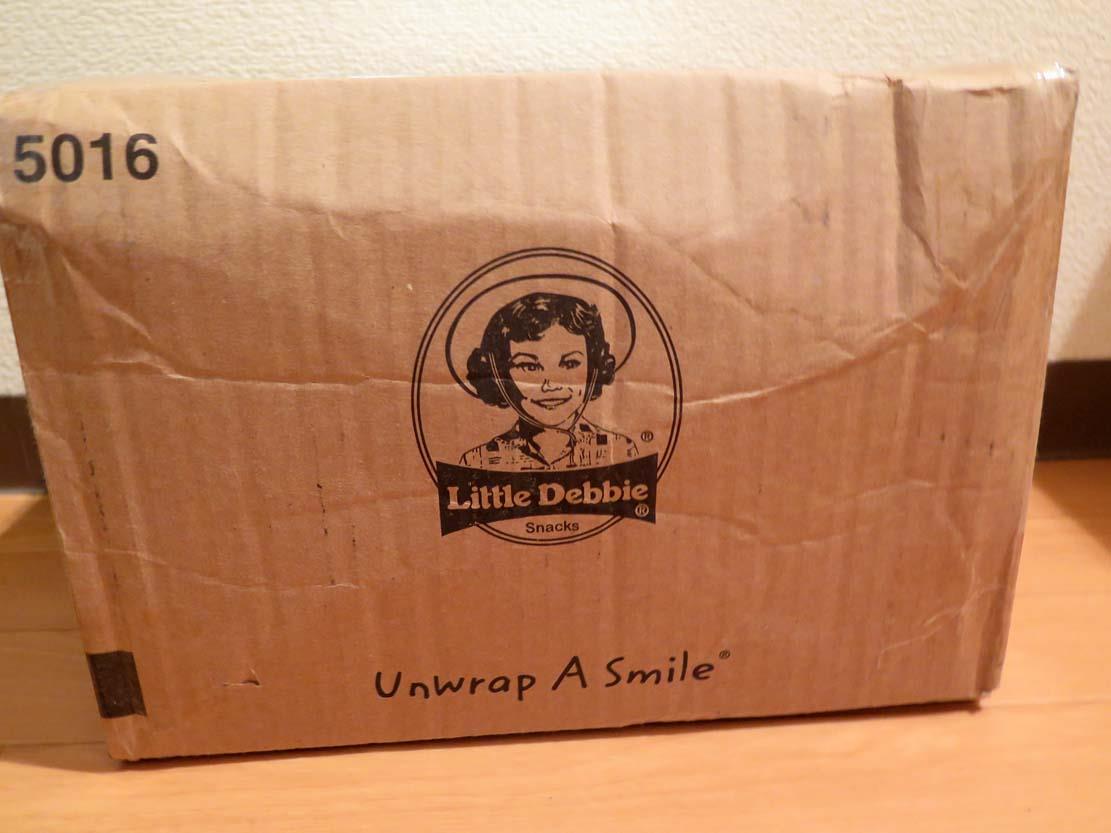 5016
®
Little Debbie
®
Snacks
Unwrap A Smile®